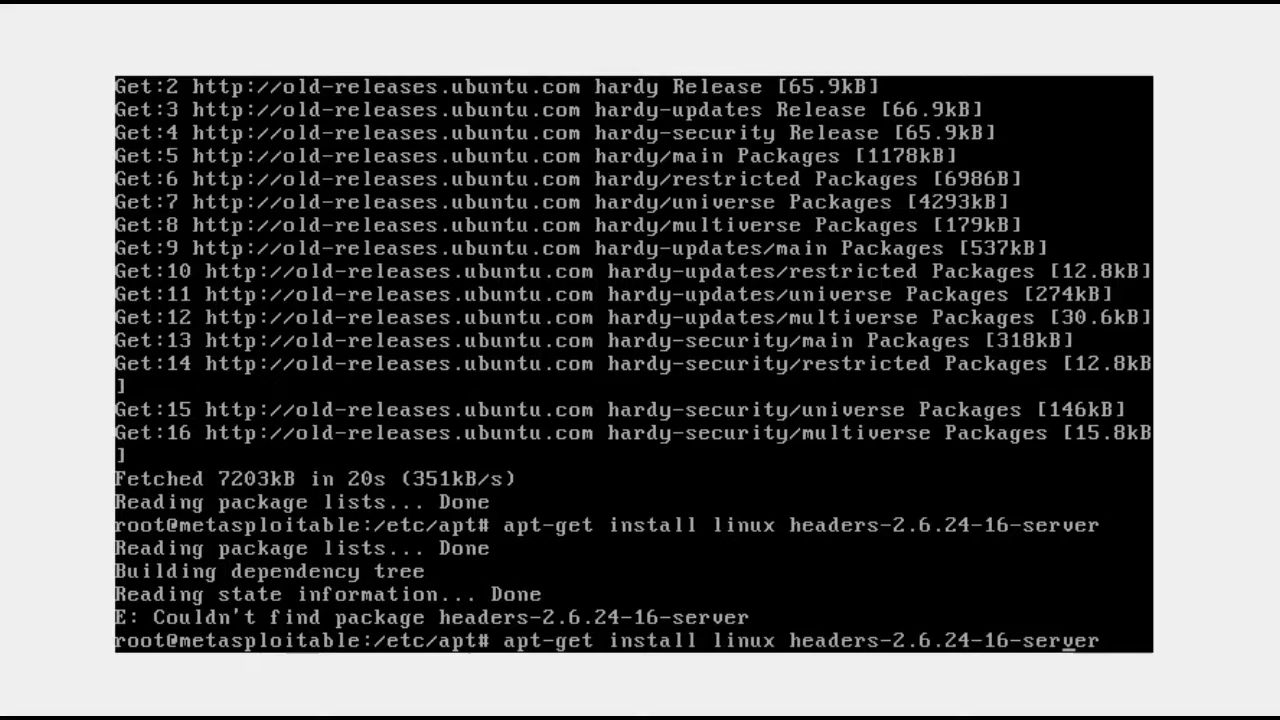 Get:2 http://old-releases.ubuntu.com hardy Release [65.9kB]
Get:3 http://old-releases.ubuntu.com hardy-updates Release [66.9kB]
Get:4 http://old-releases.ubuntu.com hardy-security Release [65.9kB]
Get:5 http://old-releases.ubuntu.com hardy/main Packages [1178kB]
Get:6 http://old-releases.ubuntu.com hardy/restricted Packages [6986B]
Get:7 http://old-releases.ubuntu.com hardy/universe Packages [4293kB]
Get:8 http://old-releases.ubuntu.com hardy/multiverse Packages [179kB]
Get:9 http://old-releases.ubuntu.com hardy-updates/main Packages [537kB]
Get:10 http://old-releases.ubuntu.com hardy-updates/restricted Packages [12.8kB]
Get:11 http://old-releases.ubuntu.com hardy-updates/universe Packages [274kB]
Get:12 http://old-releases.ubuntu.com hardy-updates/multiverse Packages [30.6kB]
Get:13 http://old-releases.ubuntu.com hardy-security/main Packages [318kB]
Get:14 http://old-releases.ubuntu.com hardy-security/restricted Packages [12.8kB
]
Get:15 http://old-releases.ubuntu.com hardy-security/universe Packages [146kB]
Get:16 http://old-releases.ubuntu.com hardy-security/multiverse Packages [15.8kB
]
Fetched 7203kB in 20s (351kB/s)
Reading package lists... Done
root@metasploitable:/etc/apt# apt-get install linux headers-2.6.24-16-server
Reading package lists... Done
Building dependency tree
Reading state information... Done
E: Couldn't find package headers-2.6.24-16-server
root@metasploitable:/etc/apt# apt-get install linux headers-2.6.24-16-server